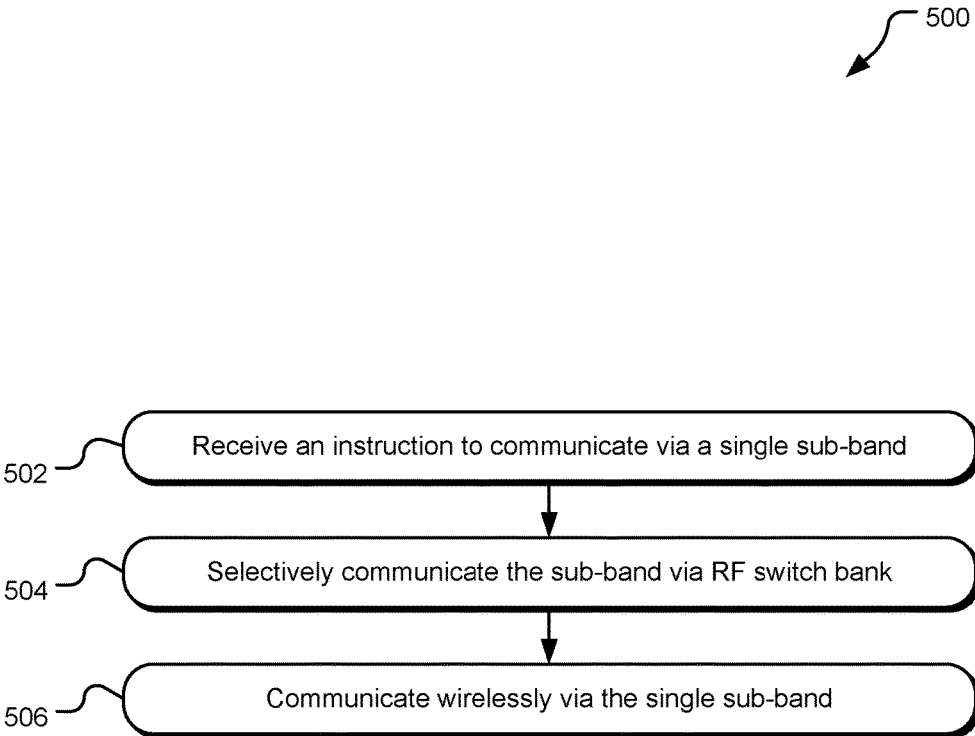 500
Receive an instruction to communicate via a single sub-band
502
Selectively communicate the sub-band via RF switch bank
504
Communicate wirelessly via the single sub-band
506